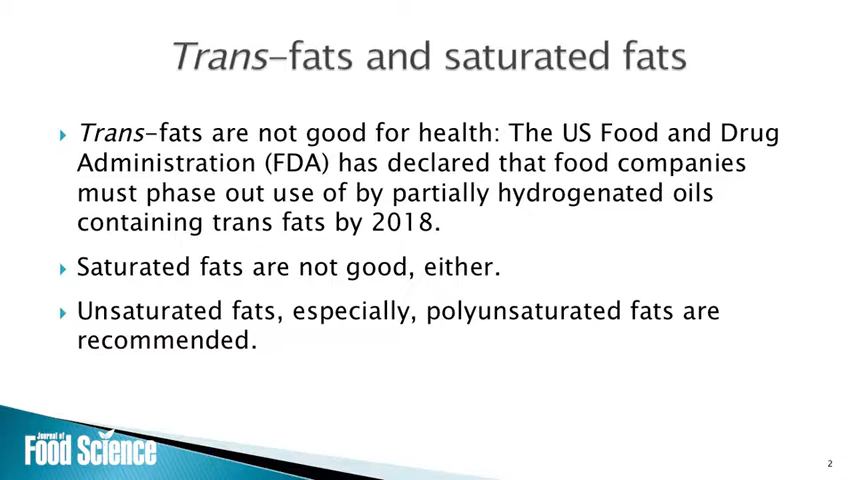 Trans-fats and saturated fats
Trans-fats are not good for health: The US Food and Drug
Administration (FDA) has declared that food companies
must phase out use of by partially hydrogenated oils
containing trans fats by 2018.
Saturated fats are not good, either.
Unsaturated fats, especially, polyunsaturated fats are
recommended.
Journal of
Food Science
2